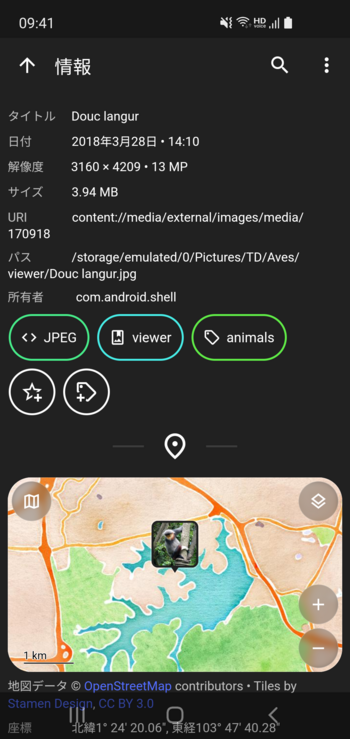 09:41 HD VOICE
情報
タイトル Douc langur
日付 2018年3月28日 • 14:10
解像度 3160 × 4209 • 13 MP
サイズ 3.94 MB
URI content://media/external/images/media/
170918
パス /storage/emulated/0/Pictures/TD/Aves/
viewer/Douc langur.jpg
所有者 com.android.shell
JPEG viewer animals
1 km
地図データ © OpenStreetMap contributors • Tiles by
Stamen Design, CC BY 3.0
座標 北緯1° 24′ 20.06″, 東経103° 47′ 40.28″